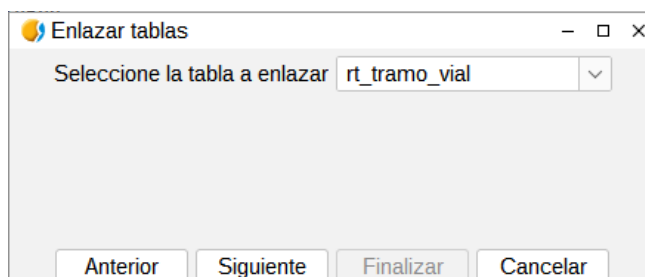 Enlazar tablas
Seleccione la tabla a enlazar rt_tramo_vial
Anterior Siguiente Finalizar Cancelar